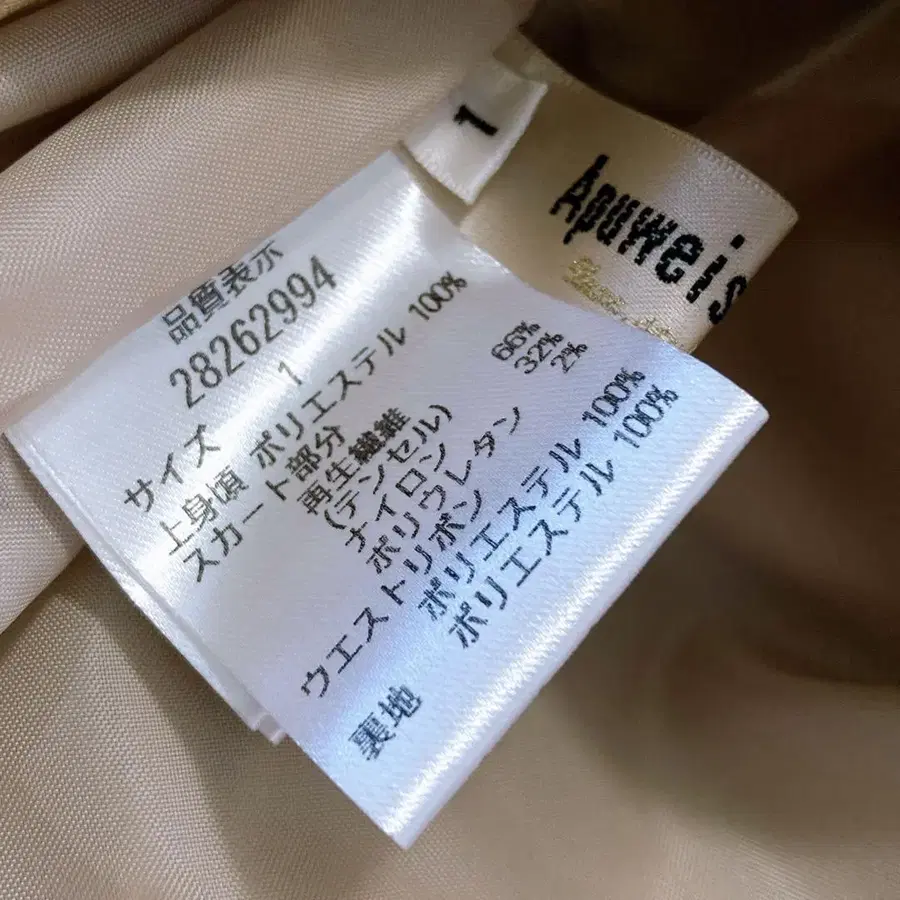 1
Apuweis
品質表示
28262994
サイズ 1
上身頃 ポリエステル 100%
スカート部分
再生繊維 66%
(テンセル)
ナイロン 32%
ポリウレタン 2%
ウエストリボン
ポリエステル 100%
裏地 ポリエステル 100%